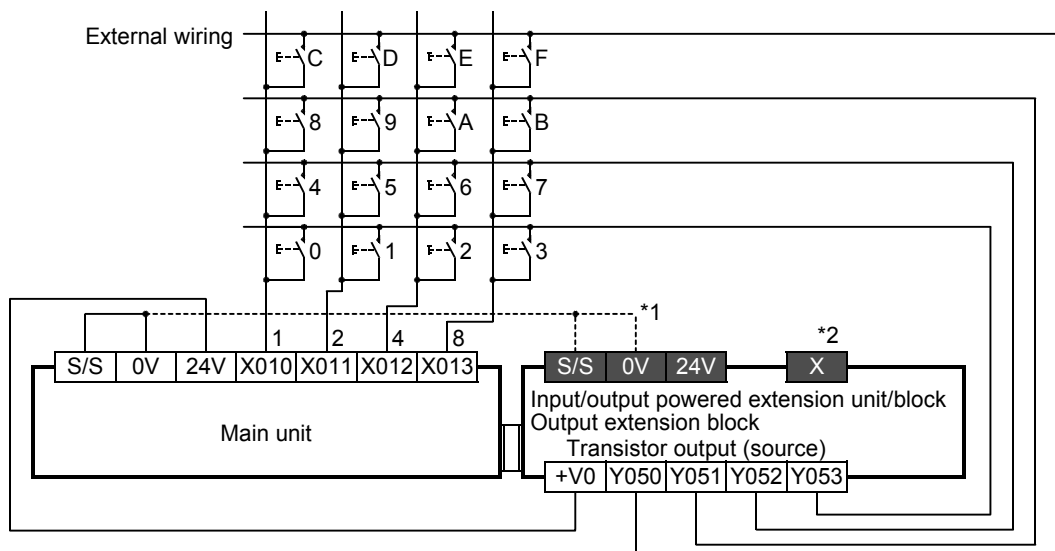 External wiring
C D E F
8 9 A B
4 5 6 7
0 1 2 3
*1
1 2 4 8
*2
S/S 0V 24V X010 X011 X012 X013
S/S 0V 24V X
Main unit
Input/output powered extension unit/block
Output extension block
Transistor output (source)
+V0 Y050 Y051 Y052 Y053